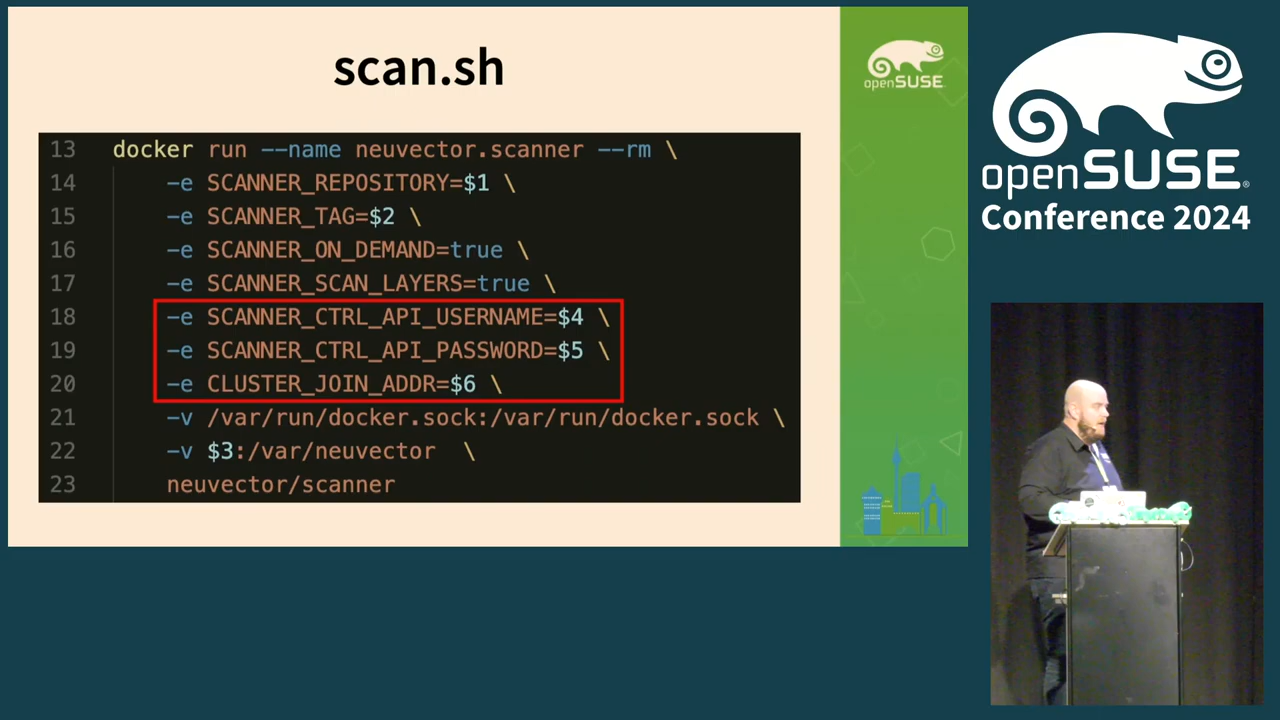 scan.sh
13 docker run --name neuvector.scanner --rm \
14 -e SCANNER_REPOSITORY=$1 \
15 -e SCANNER_TAG=$2 \
16 -e SCANNER_ON_DEMAND=true \
17 -e SCANNER_SCAN_LAYERS=true \
18 -e SCANNER_CTRL_API_USERNAME=$4 \
19 -e SCANNER_CTRL_API_PASSWORD=$5 \
20 -e CLUSTER_JOIN_ADDR=$6 \
21 -v /var/run/docker.sock:/var/run/docker.sock \
22 -v $3:/var/neuvector \
23 neuvector/scanner
openSUSE
openSUSE®
Conference 2024